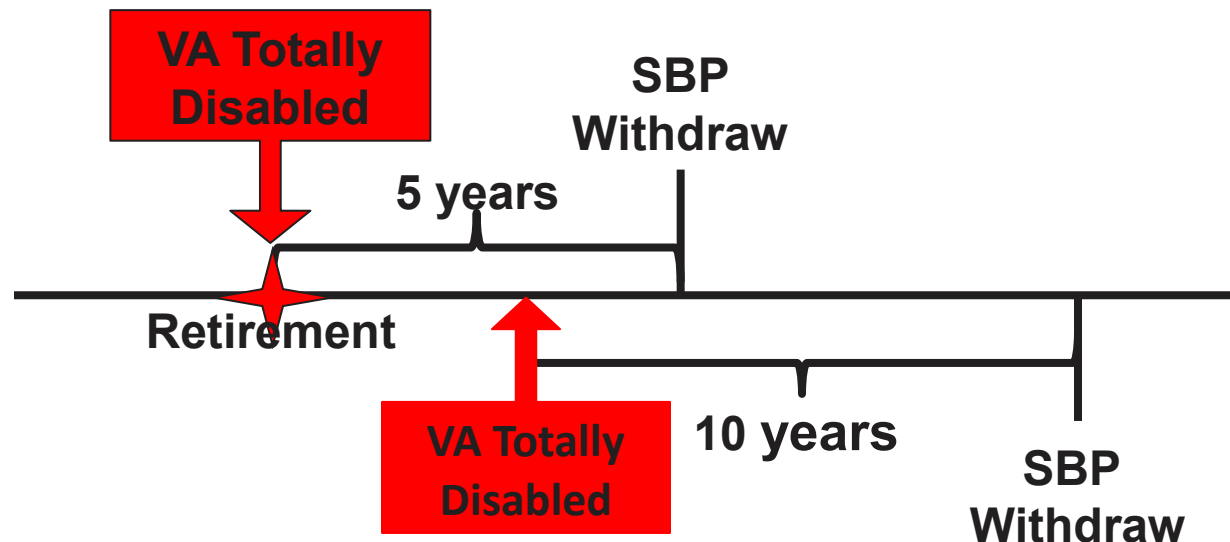 VA Totally
Disabled
SBP
Withdraw
5 years
Retirement
VA Totally
Disabled
10 years
SBP
Withdraw